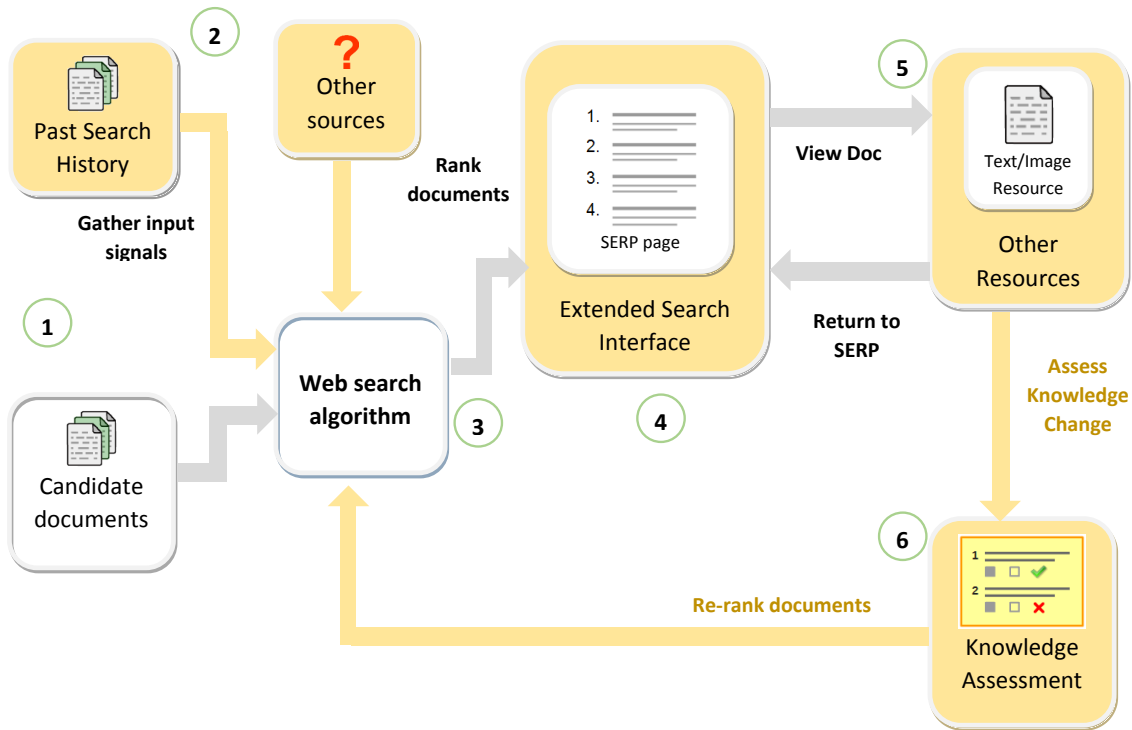 2
?
Other
sources
Past Search
History
Gather input
signals
1
Candidate
documents
Web search
algorithm
3
Rank
documents
1.
2.
3.
4.
SERP page
Extended Search
Interface
4
View Doc
Return to
SERP
5
Text/Image
Resource
Other
Resources
Assess
Knowledge
Change
6
1
2
Knowledge
Assessment
Re-rank documents